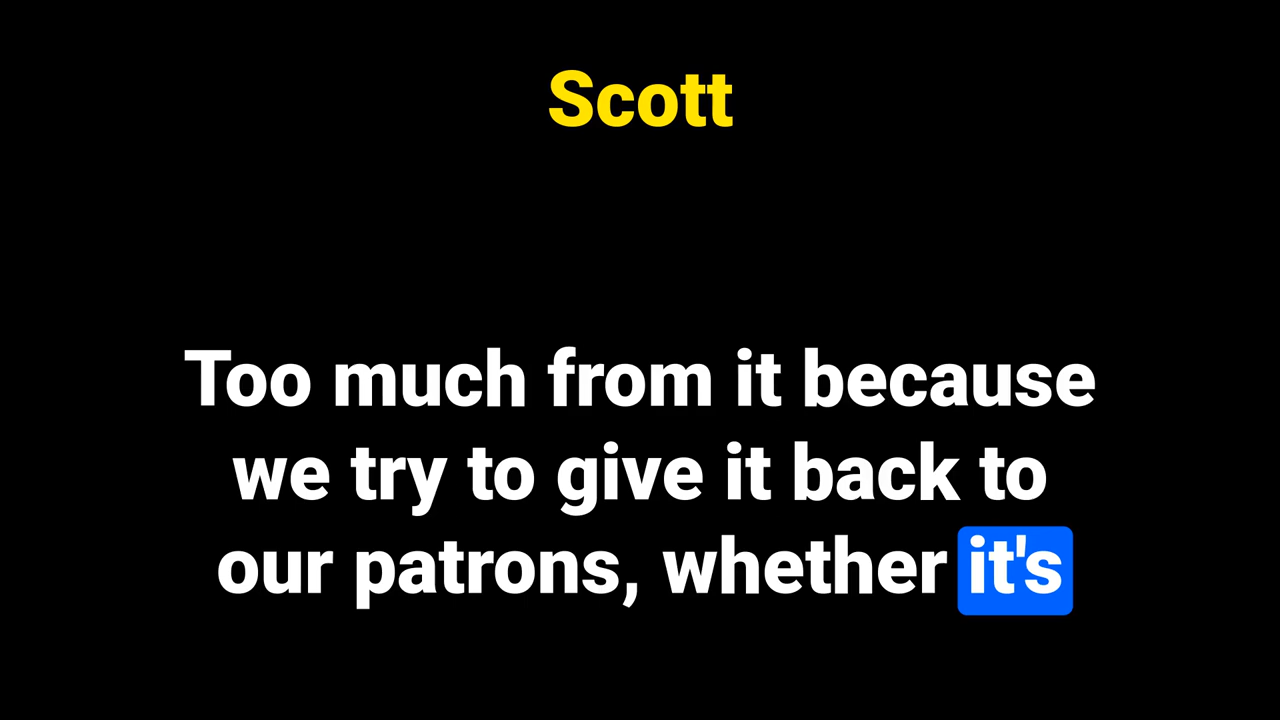 Scott
Too much from it because
we try to give it back to
our patrons, whether it's